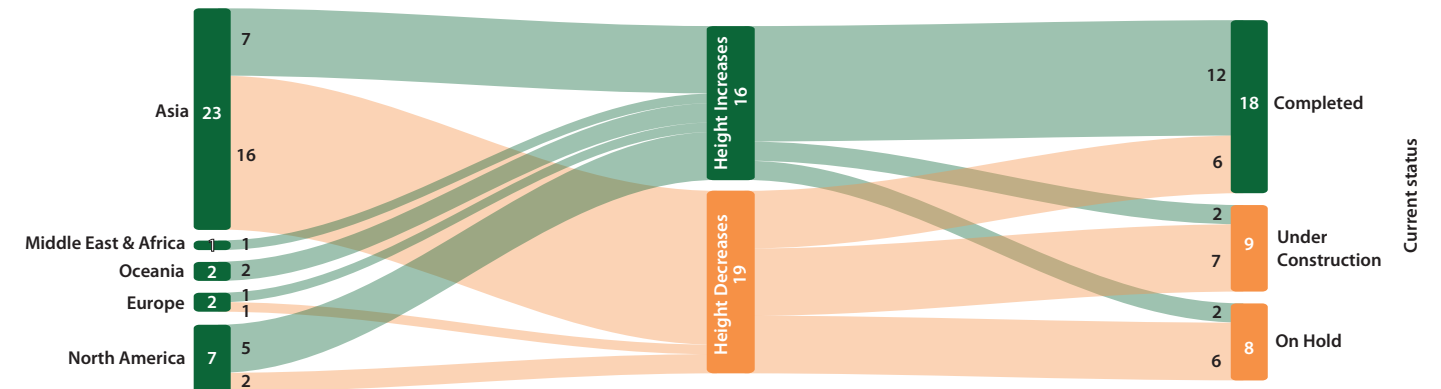 7
Asia
23
16
Middle East & Africa
1
1
Oceania
2
2
Europe
2
1
1
North America
7
5
2
Height Increases
16
Height Decreases
19
12
18
Completed
6
2
9
Under
Construction
7
2
8
On Hold
6
Current status